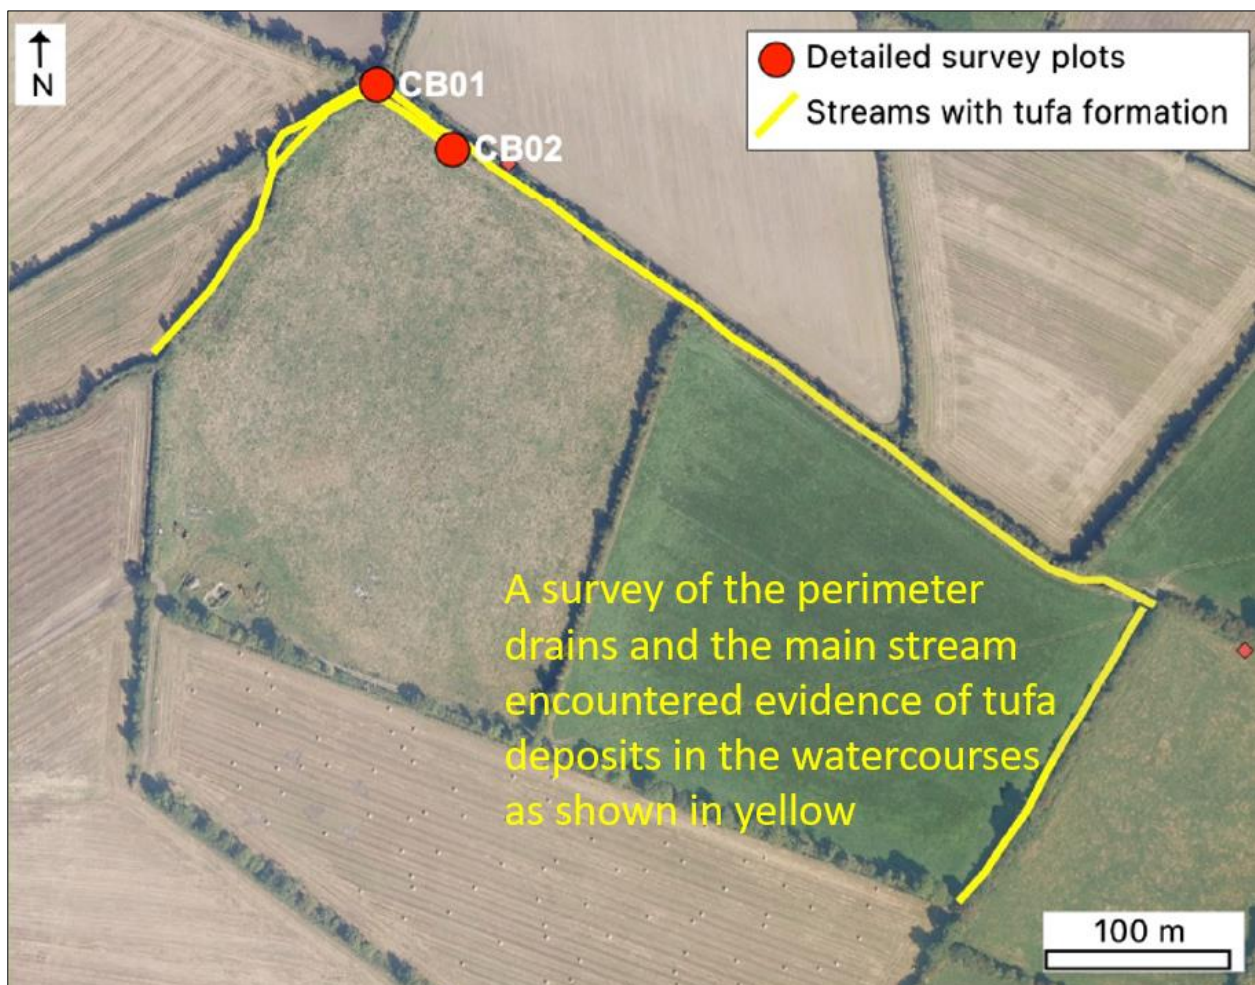 N
CB01
CB02
Detailed survey plots
Streams with tufa formation
A survey of the perimeter
drains and the main stream
encountered evidence of tufa
deposits in the watercourses
as shown in yellow
100 m